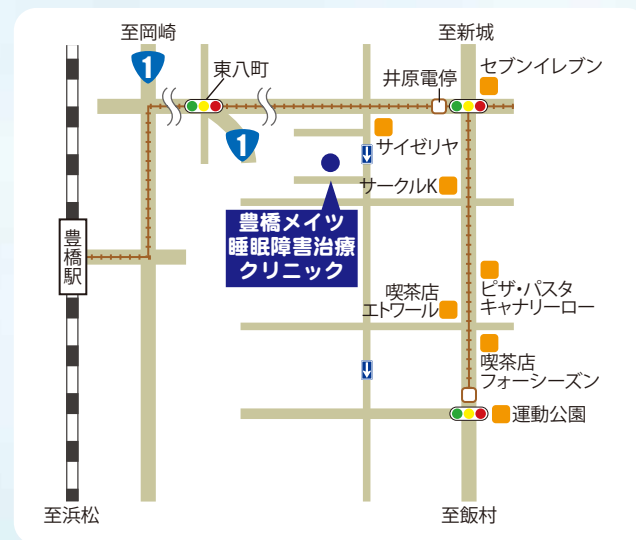 至岡崎
至新城
1
東八町
井原電停
セブンイレブン
1
サイゼリヤ
サークルK
豊橋メイツ
睡眠障害治療
クリニック
豊橋駅
喫茶店
エトワール
ピザ・パスタ
キャナリーロー
喫茶店
フォーシーズン
運動公園
至浜松
至飯村